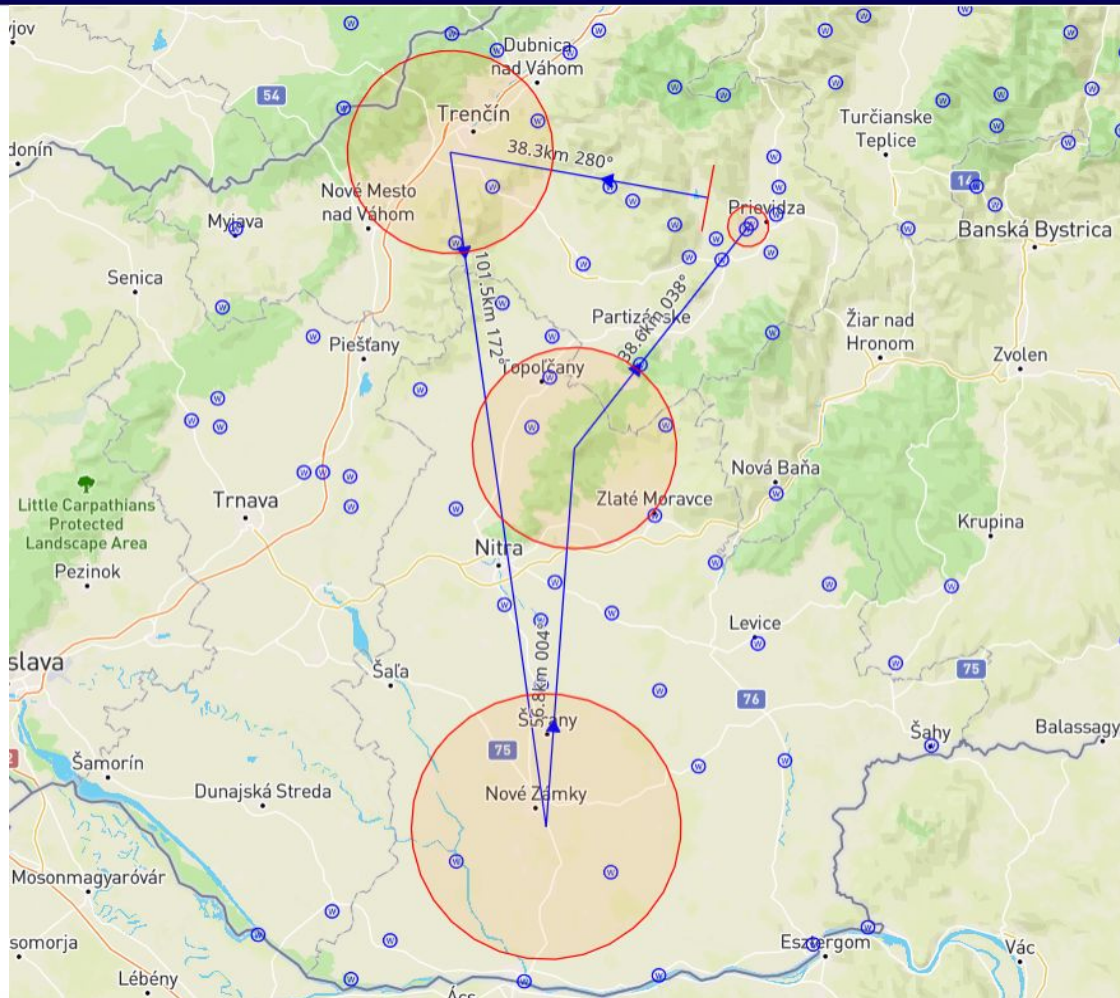 yjov
Dubnica
nad Váhom
54
Trenčín
Turčianske
Teplice
donín
38.3km 280°
14
Nové Mesto
nad Váhom
Prievidza
Myjava
Banská Bystrica
Senica
101.5km 172°
38.6km 038°
Partizánske
Žiar nad
Hronom
Piešťany
Zvolen
Topoľčany
Nová Baňa
Little Carpathians
Protected
Landscape Area
Trnava
Zlaté Moravce
Krupina
Nitra
Pezinok
Levice
slava
Šaľa
75
56.8km 004°
76
Šurany
Šahy
Balassagy
2
Šamorín
75
Dunajská Streda
Nové Zámky
Mosonmagyaróvár
somorja
Esztergom
Vác
Lébény
Ács